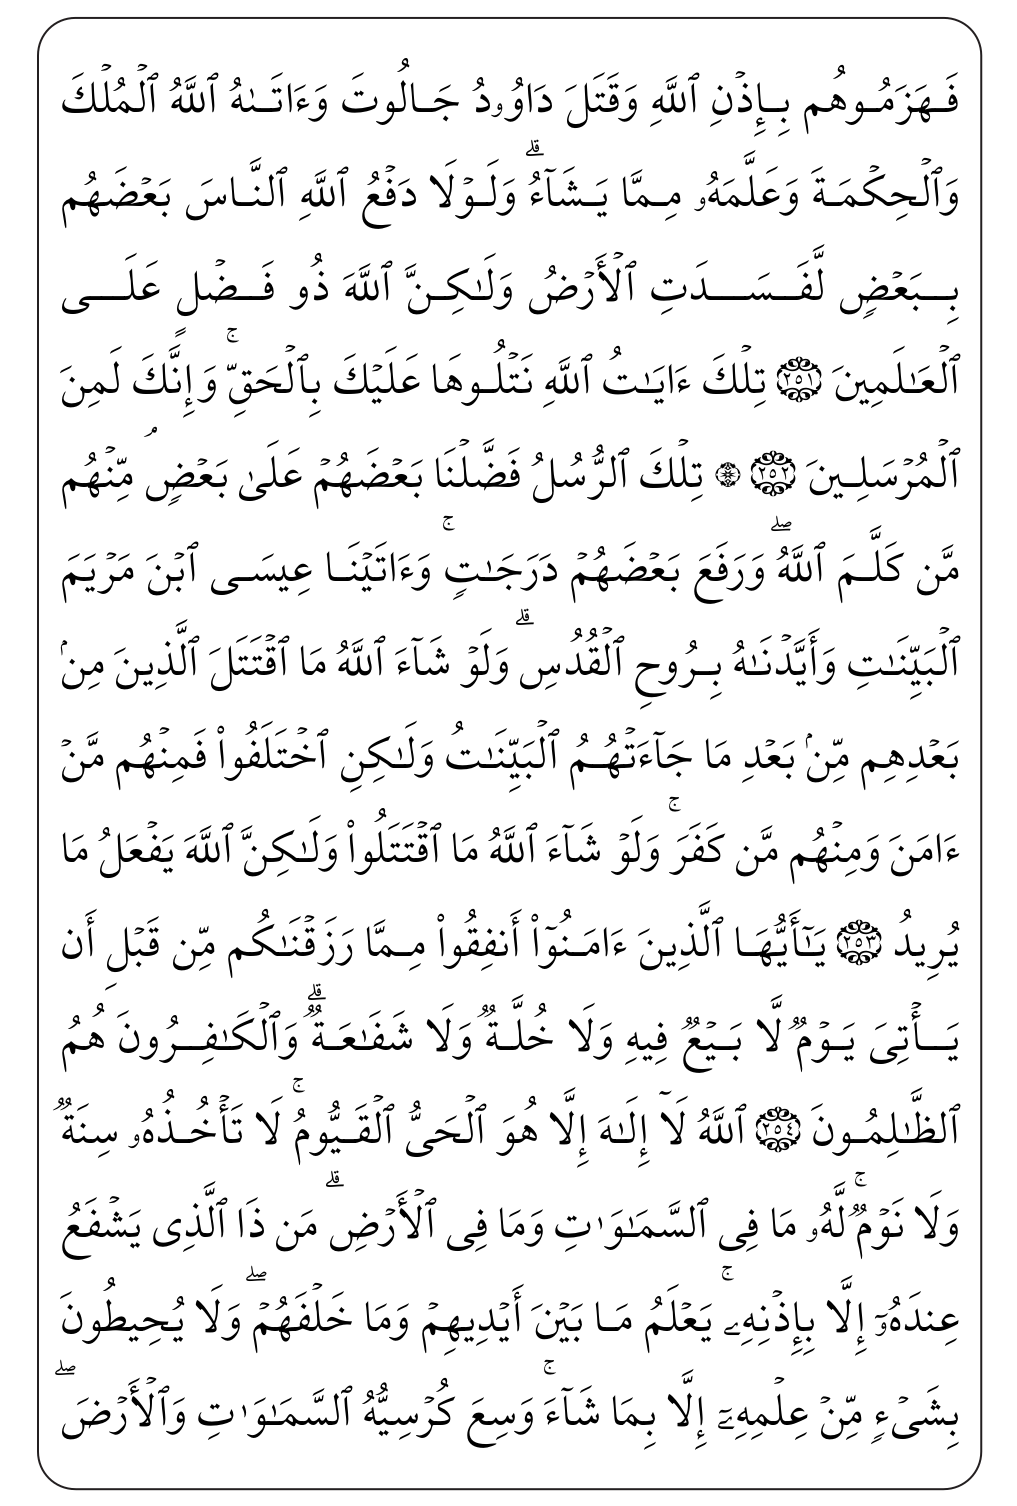 فَهَزَمُوهُم بِإِذۡنِ ٱللَّهِ وَقَتَلَ دَاوُۥدُ جَالُوتَ وَءَاتَىٰهُ ٱللَّهُ ٱلۡمُلۡكَ
وَٱلۡحِكۡمَةَ وَعَلَّمَهُۥ مِمَّا يَشَآءُۗ وَلَوۡلَا دَفۡعُ ٱللَّهِ ٱلنَّاسَ بَعۡضَهُم
بِبَعۡضٖ لَّفَسَدَتِ ٱلۡأَرۡضُ وَلَٰكِنَّ ٱللَّهَ ذُو فَضۡلٍ عَلَى
ٱلۡعَٰلَمِينَ ۝٢٥١ تِلۡكَ ءَايَٰتُ ٱللَّهِ نَتۡلُوهَا عَلَيۡكَ بِٱلۡحَقِّۚ وَإِنَّكَ لَمِنَ
ٱلۡمُرۡسَلِينَ ۝٢٥٢ ۞ تِلۡكَ ٱلرُّسُلُ فَضَّلۡنَا بَعۡضَهُمۡ عَلَىٰ بَعۡضٖۘ مِّنۡهُم
مَّن كَلَّمَ ٱللَّهُۖ وَرَفَعَ بَعۡضَهُمۡ دَرَجَٰتٖۚ وَءَاتَيۡنَا عِيسَى ٱبۡنَ مَرۡيَمَ
ٱلۡبَيِّنَٰتِ وَأَيَّدۡنَٰهُ بِرُوحِ ٱلۡقُدُسِۗ وَلَوۡ شَآءَ ٱللَّهُ مَا ٱقۡتَتَلَ ٱلَّذِينَ مِنۢ
بَعۡدِهِم مِّنۢ بَعۡدِ مَا جَآءَتۡهُمُ ٱلۡبَيِّنَٰتُ وَلَٰكِنِ ٱخۡتَلَفُواْ فَمِنۡهُم مَّنۡ
ءَامَنَ وَمِنۡهُم مَّن كَفَرَۚ وَلَوۡ شَآءَ ٱللَّهُ مَا ٱقۡتَتَلُواْ وَلَٰكِنَّ ٱللَّهَ يَفۡعَلُ مَا
يُرِيدُ ۝٢٥٣ يَٰٓأَيُّهَا ٱلَّذِينَ ءَامَنُوٓاْ أَنفِقُواْ مِمَّا رَزَقۡنَٰكُم مِّن قَبۡلِ أَن
يَأۡتِيَ يَوۡمٞ لَّا بَيۡعٞ فِيهِ وَلَا خُلَّةٞ وَلَا شَفَٰعَةٞۗ وَٱلۡكَٰفِرُونَ هُمُ
ٱلظَّٰلِمُونَ ۝٢٥٤ ٱللَّهُ لَآ إِلَٰهَ إِلَّا هُوَ ٱلۡحَيُّ ٱلۡقَيُّومُۚ لَا تَأۡخُذُهُۥ سِنَةٞ
وَلَا نَوۡمٞۚ لَّهُۥ مَا فِي ٱلسَّمَٰوَٰتِ وَمَا فِي ٱلۡأَرۡضِۗ مَن ذَا ٱلَّذِي يَشۡفَعُ
عِندَهُۥٓ إِلَّا بِإِذۡنِهِۦۚ يَعۡلَمُ مَا بَيۡنَ أَيۡدِيهِمۡ وَمَا خَلۡفَهُمۡۖ وَلَا يُحِيطُونَ
بِشَيۡءٖ مِّنۡ عِلۡمِهِۦٓ إِلَّا بِمَا شَآءَۚ وَسِعَ كُرۡسِيُّهُ ٱلسَّمَٰوَٰتِ وَٱلۡأَرۡضَۖ